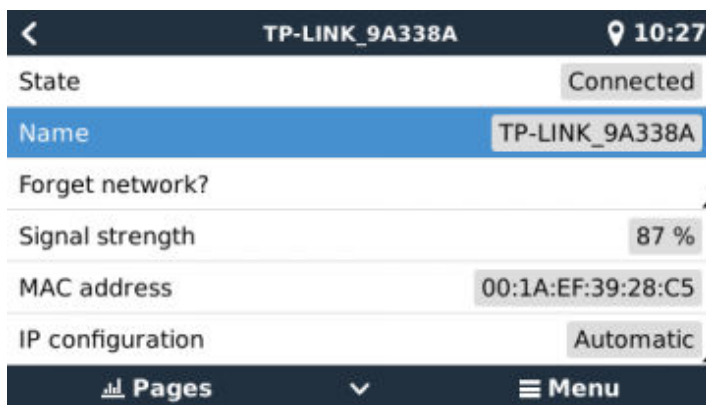 TP-LINK_9A338A 10:27
State Connected
Name TP-LINK_9A338A
Forget network?
Signal strength 87 %
MAC address 00:1A:EF:39:28:C5
IP configuration Automatic
Pages Menu